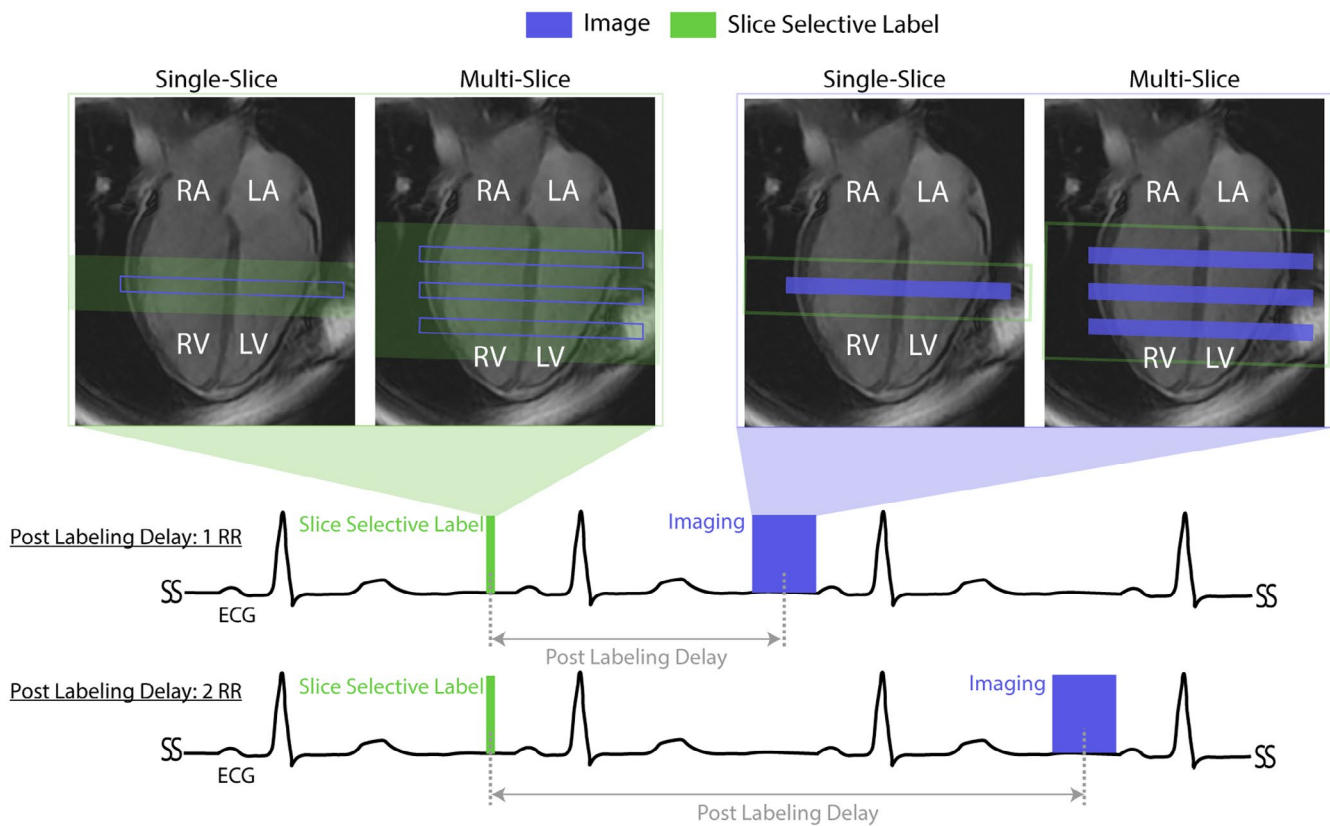 Image Slice Selective Label
Single-Slice Multi-Slice Single-Slice Multi-Slice
RA LA RA LA RA LA RA LA
RV LV RV LV RV LV RV LV
Slice Selective Label Imaging
Post Labeling Delay: 1 RR
SS SS
ECG
Post Labeling Delay
Slice Selective Label Imaging
Post Labeling Delay: 2 RR
SS SS
ECG
Post Labeling Delay